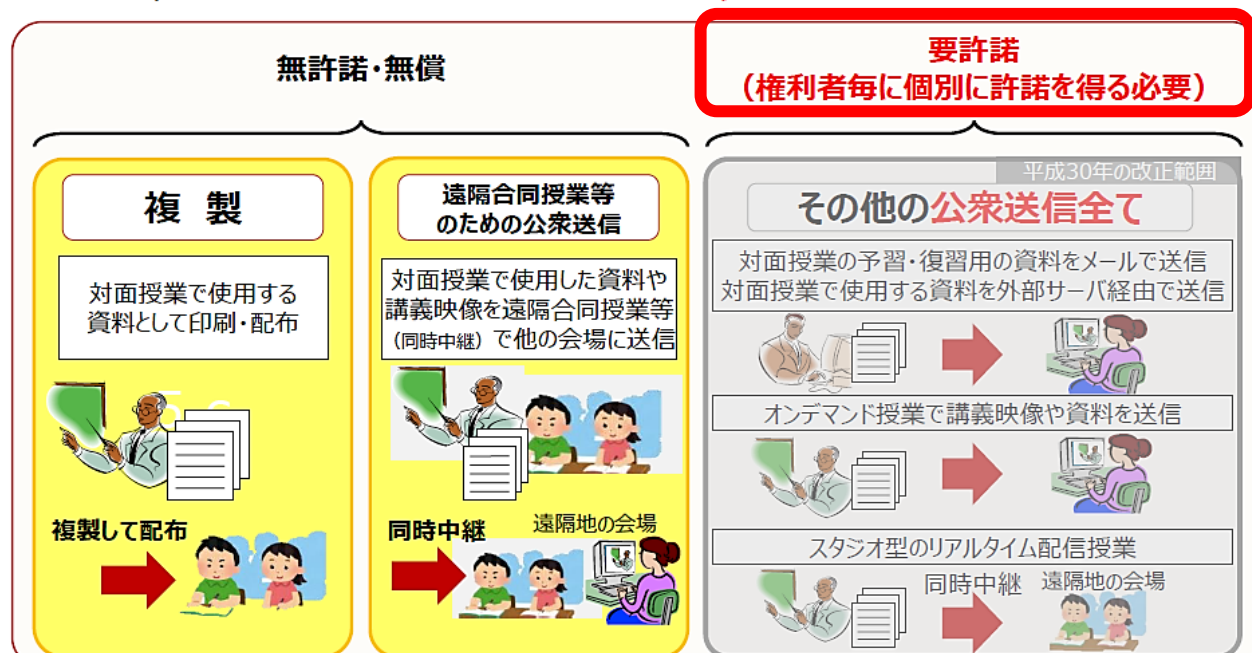 無許諾・無償
要許諾
（権利者毎に個別に許諾を得る必要）
複 製
対面授業で使用する
資料として印刷・配布
複製して配布
遠隔合同授業等
のための公衆送信
対面授業で使用した資料や
講義映像を遠隔合同授業等
（同時中継）で他の会場に送信
同時中継
遠隔地の会場
平成30年の改正範囲
その他の公衆送信全て
対面授業の予習・復習用の資料をメールで送信
対面授業で使用する資料を外部サーバ経由で送信
オンデマンド授業で講義映像や資料を送信
スタジオ型のリアルタイム配信授業
同時中継
遠隔地の会場